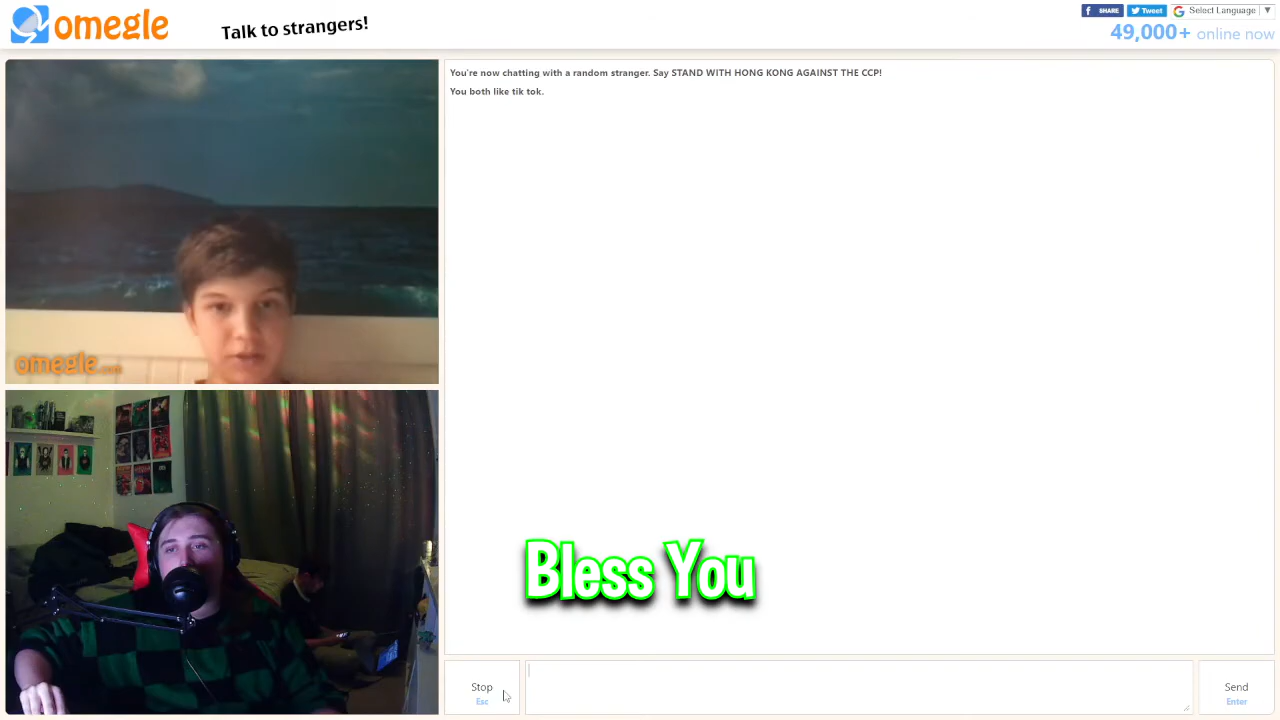 omegle
Talk to strangers!
SHARE
Tweet
Select Language
49,000+ online now
You're now chatting with a random stranger. Say STAND WITH HONG KONG AGAINST THE CCP!
You both like tik tok.
omegle.com
Bless You
Stop
Esc
Send
Enter